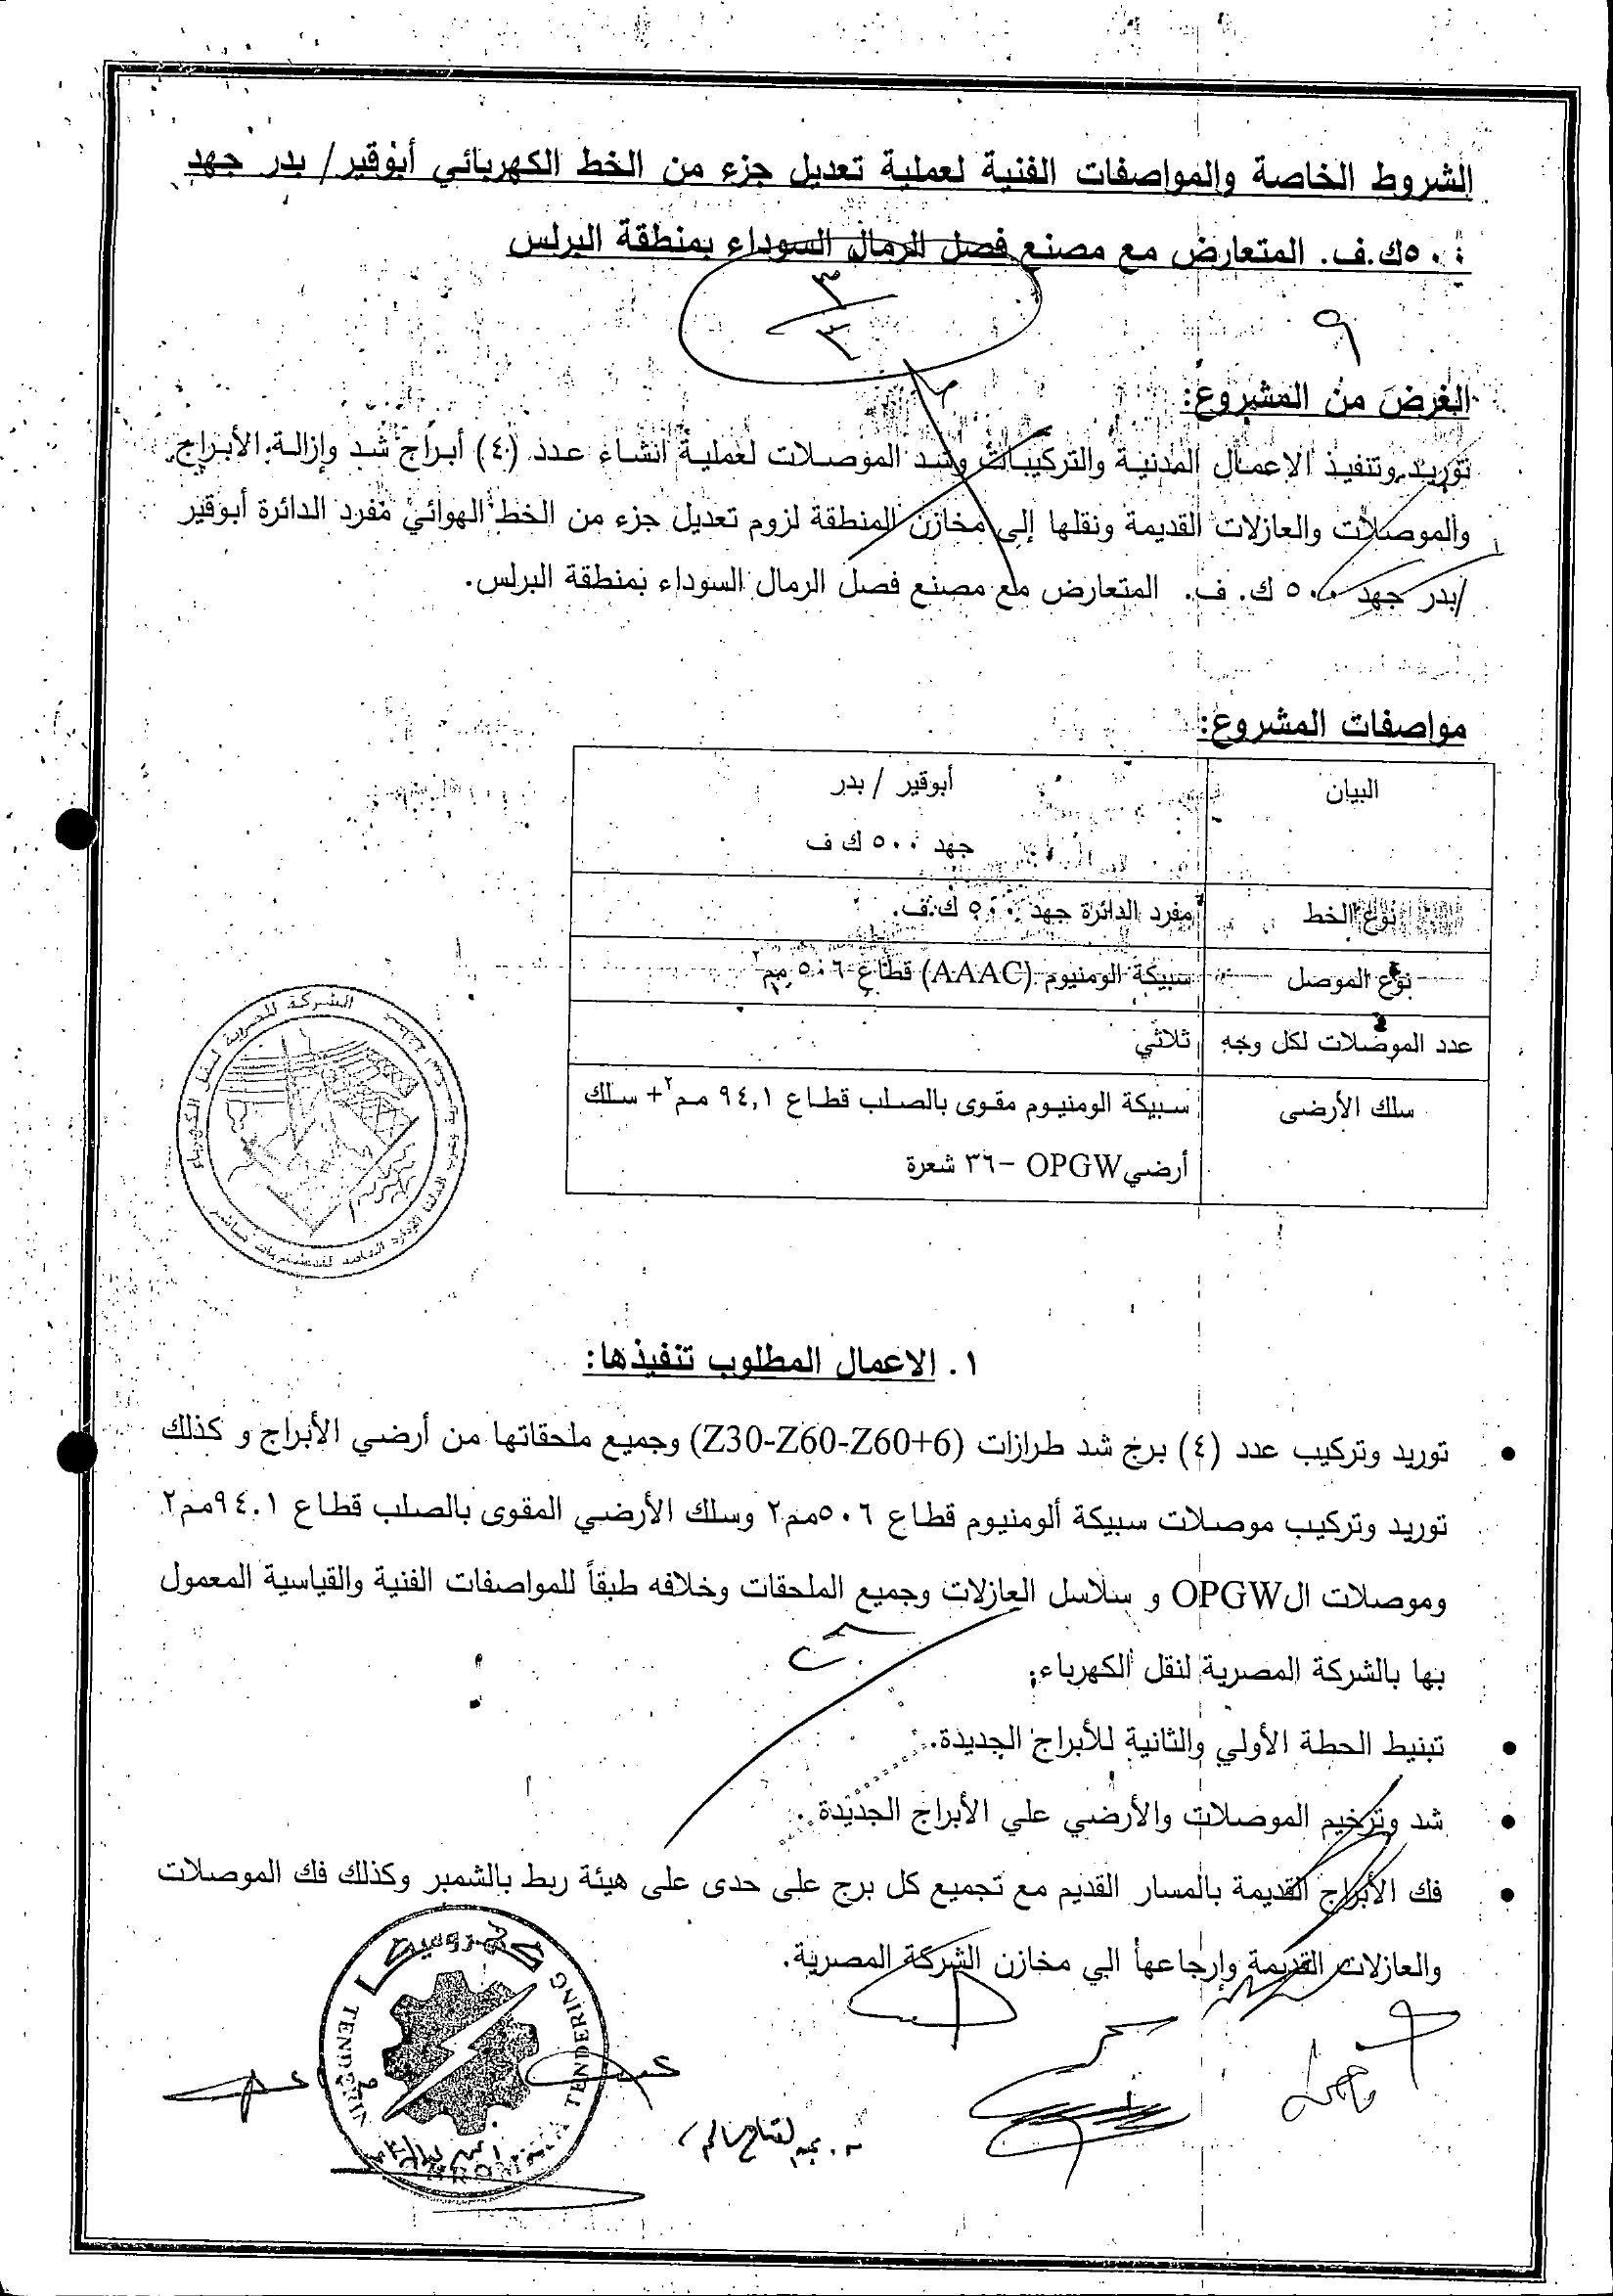 الشروط الخاصة والمواصفات الفنية لعملية تعديل جزء من الخط الكهربائي أبوقير/ بدر جهد
٥٠٠ك.ف. المتعارض مع مصنع فصل الرمال السوداء بمنطقة البرلس
٣
٣
٩
الغرض من المشروع:
توريد وتنفيذ الاعمال المدنية والتركيبات وشد الموصلات لعملية انشاء عدد (٤) أبراج شد وإزالة الأبراج
والموصلات والعازلات القديمة ونقلها إلى مخازن المنطقة لزوم تعديل جزء من الخط الهوائي مفرد الدائرة أبوقير
/بدر جهد ٥٠٠ ك. ف. المتعارض مع مصنع فصل الرمال السوداء بمنطقة البرلس.
مواصفات المشروع:
البيان
أبوقير / بدر
جهد ٥٠٠ ك ف
نوع الخط
مفرد الدائرة جهد ٥٠٠ ك.ف.
نوع الموصل
سبيكة الومنيوم (AAAC) قطاع ٥٠٦ مم٢
عدد الموصلات لكل وجه
ثلاثي
سلك الأرضى
سبيكة الومنيوم مقوى بالصلب قطاع ٩٤,١ مم٢+ سلك
أرضي OPGW -٣٦ شعرة
الشركة المصرية لنقل الكهرباء
١. الاعمال المطلوب تنفيذها:
• توريد وتركيب عدد (٤) برج شد طرازات (Z30-Z60-Z60+6) وجميع ملحقاتها من أرضي الأبراج و كذلك
توريد وتركيب موصلات سبيكة ألومنيوم قطاع ٥٠٦مم٢ وسلك الأرضي المقوى بالصلب قطاع ٩٤.١مم٢
وموصلات الOPGW و سلاسل العازلات وجميع الملحقات وخلافه طبقاً للمواصفات الفنية والقياسية المعمول
بها بالشركة المصرية لنقل الكهرباء.
• تبنيط الحطة الأولي والثانية للأبراج الجديدة.
• شد وترخيم الموصلات والأرضي علي الأبراج الجديدة.
• فك الأبراج القديمة بالمسار القديم مع تجميع كل برج على حدى على هيئة ربط بالشمبر وكذلك فك الموصلات
والعازلات القديمة وإرجاعها الي مخازن الشركة المصرية.
TENDERING